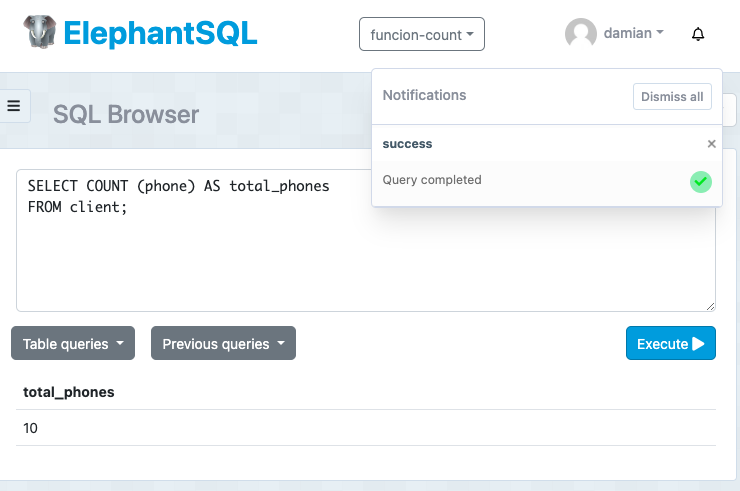 ElephantSQL
funcion-count
damian
Notifications
Dismiss all
success
×
Query completed
SQL Browser
SELECT COUNT (phone) AS total_phones
FROM client;
Table queries
Previous queries
Execute
total_phones
10